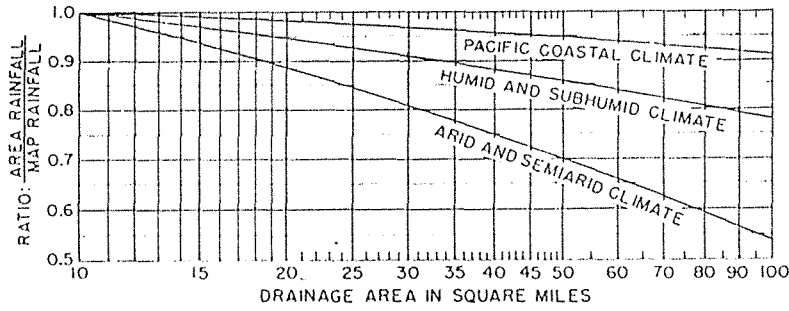 RATIO: AREA RAINFALL
MAP RAINFALL
1.0
0.9
0.8
0.7
0.6
0.5
PACIFIC COASTAL CLIMATE
HUMID AND SUBHUMID CLIMATE
ARID AND SEMIARID CLIMATE
10 15 20 25 30 35 40 45 50 60 70 80 90 100
DRAINAGE AREA IN SQUARE MILES